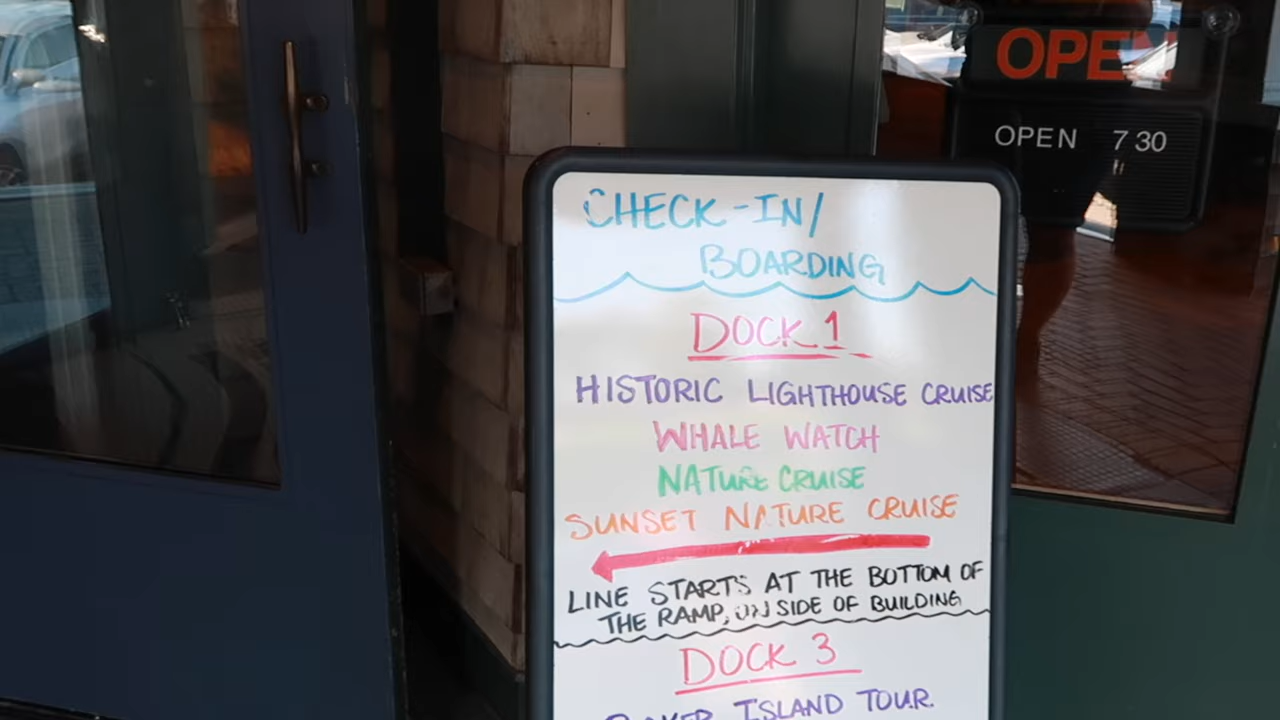 OPEN
OPEN 7 30
CHECK-IN/
BOARDING
DOCK 1
HISTORIC LIGHTHOUSE CRUISE
WHALE WATCH
NATURE CRUISE
SUNSET NATURE CRUISE
LINE STARTS AT THE BOTTOM OF
THE RAMP, ON SIDE OF BUILDING
DOCK 3
ISLAND TOUR.